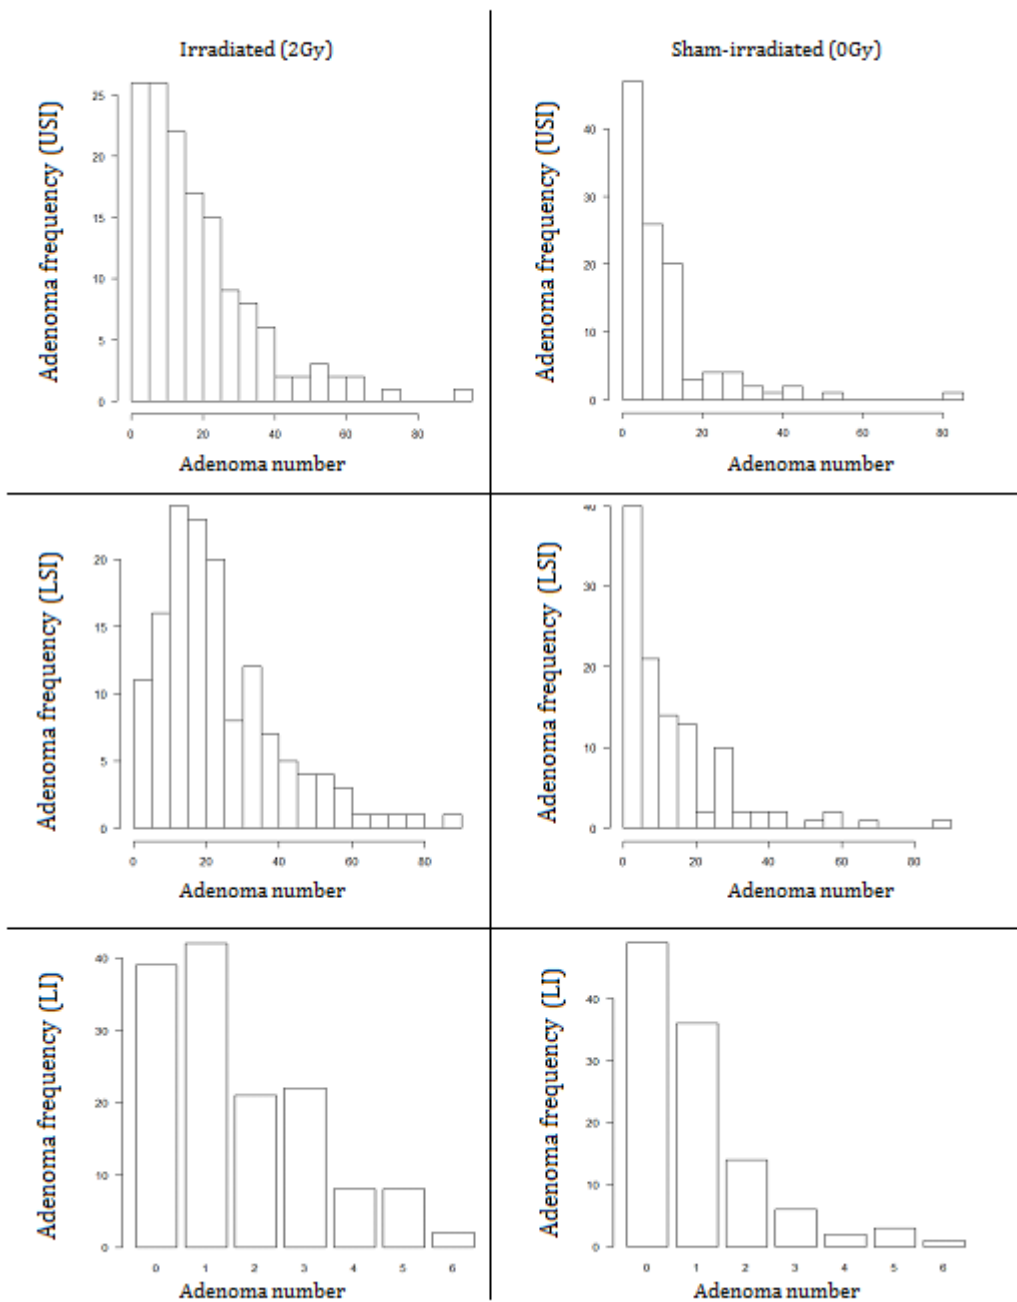 Irradiated (2Gy)
Sham-irradiated (0Gy)
Adenoma frequency (USI)
25
20
15
10
5
0
0 20 40 60 80
Adenoma number
Adenoma frequency (USI)
40
30
20
10
0
0 20 40 60 80
Adenoma number
Adenoma frequency (LSI)
20
15
10
5
0
0 20 40 60 80
Adenoma number
Adenoma frequency (LSI)
40
30
20
10
0
0 20 40 60 80
Adenoma number
Adenoma frequency (LI)
40
30
20
10
0
0 1 2 3 4 5 6
Adenoma number
Adenoma frequency (LI)
40
30
20
10
0
0 1 2 3 4 5 6
Adenoma number